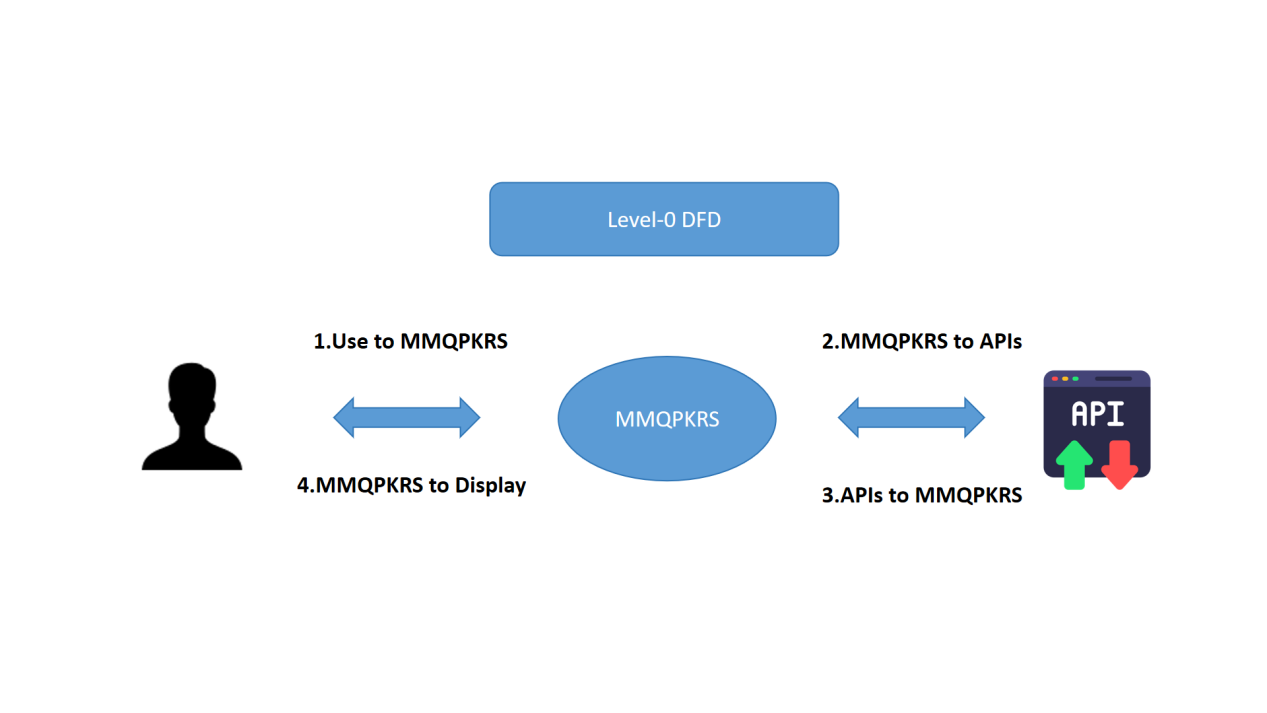 Level-0 DFD
1.Use to MMQPKRS
2.MMQPKRS to APIs
MMQPKRS
API
4.MMQPKRS to Display
3.APIs to MMQPKRS